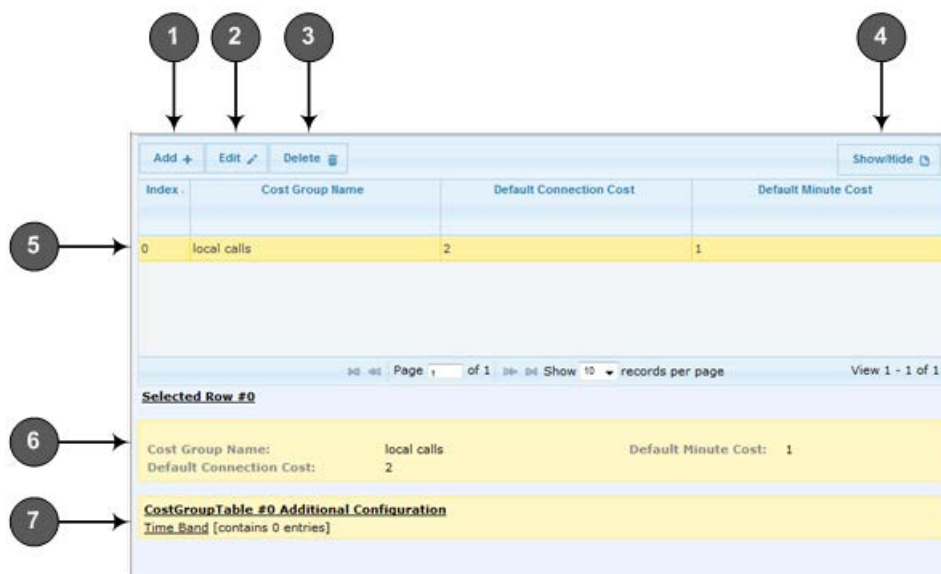 1 2 3 4
Add + Edit Delete Show/Hide
Index Cost Group Name Default Connection Cost Default Minute Cost
5 0 local calls 2 1
Page 1 of 1 Show 10 records per page View 1 - 1 of 1
Selected Row #0
6 Cost Group Name: local calls Default Minute Cost: 1
Default Connection Cost: 2
7 CostGroupTable #0 Additional Configuration
Time Band [contains 0 entries]